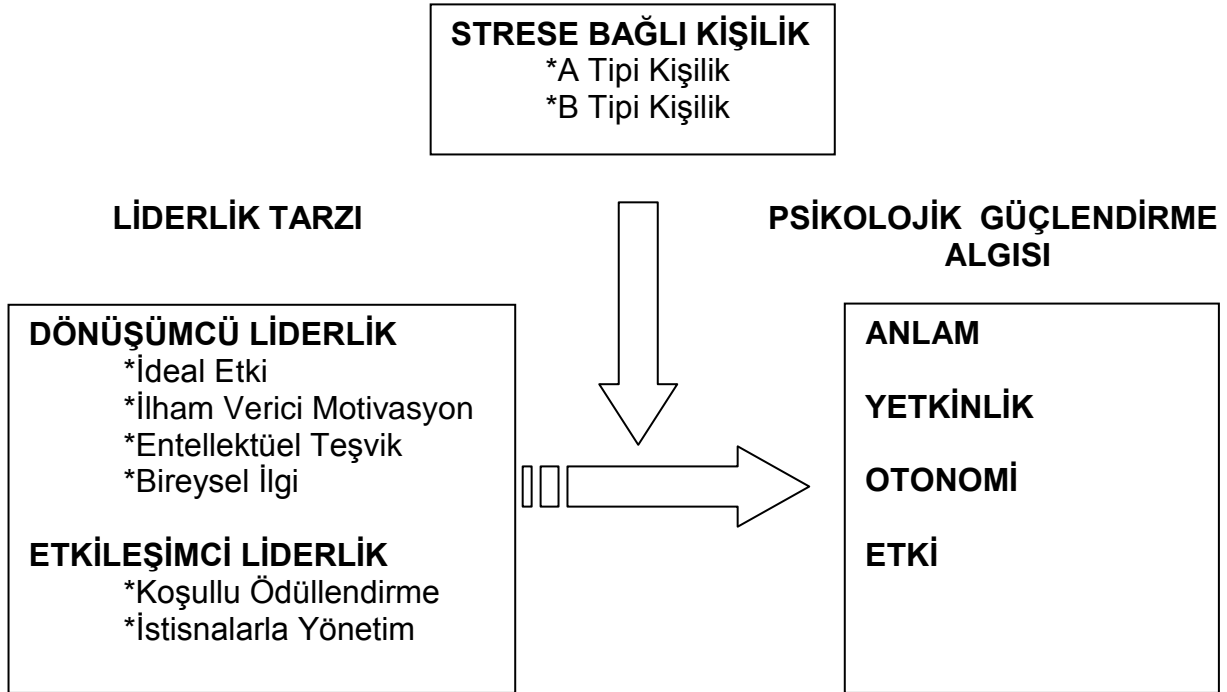 STRESE BAĞLI KİŞİLİK
*A Tipi Kişilik
*B Tipi Kişilik
LİDERLİK TARZI
PSİKOLOJİK GÜÇLENDİRME
ALGISI
DÖNÜŞÜMCÜ LİDERLİK
*İdeal Etki
*İlham Verici Motivasyon
*Entellektüel Teşvik
*Bireysel İlgi
ETKİLEŞİMCİ LİDERLİK
*Koşullu Ödüllendirme
*İstisnalarla Yönetim
ANLAM
YETKİNLİK
OTONOMİ
ETKİ